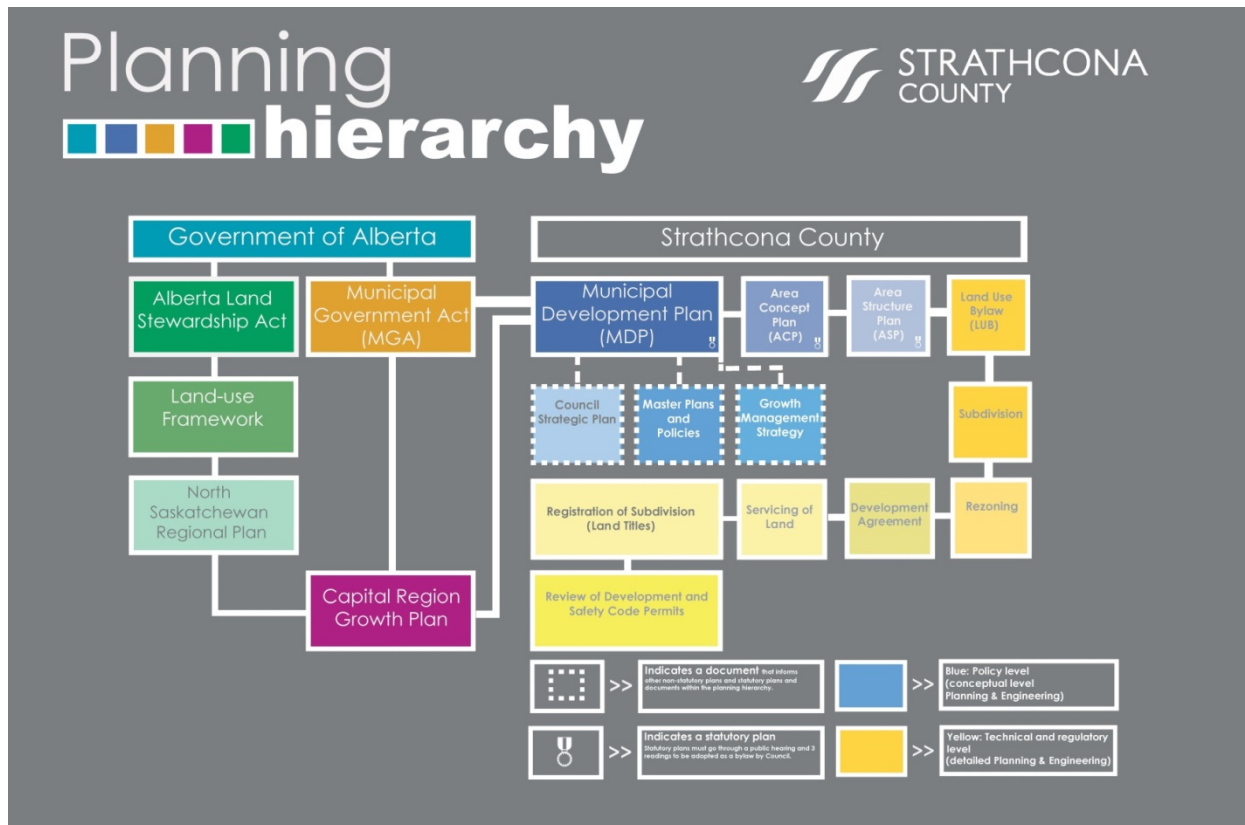 Planning
hierarchy
STRATHCONA
COUNTY
Government of Alberta
Strathcona County
Alberta Land
Stewardship Act
Municipal
Government Act
(MGA)
Municipal
Development Plan
(MDP)
Area
Concept
Plan
(ACP)
Area
Structure
Plan
(ASP)
Land Use
Bylaw
(LUB)
Land-use
Framework
Council
Strategic Plan
Master Plans
and
Policies
Growth
Management
Strategy
Subdivision
North
Saskatchewan
Regional Plan
Registration of Subdivision
(Land Titles)
Servicing of
Land
Development
Agreement
Rezoning
Capital Region
Growth Plan
Review of Development and
Safety Code Permits
>>
Indicates a document that informs
other non-statutory plans and statutory plans and
documents within the planning hierarchy.
>>
Blue: Policy level
(conceptual level
Planning & Engineering)
>>
Indicates a statutory plan
Statutory plans must go through a public hearing and 3
readings to be adopted as a bylaw by Council.
>>
Yellow: Technical and regulatory
level
(detailed Planning & Engineering)